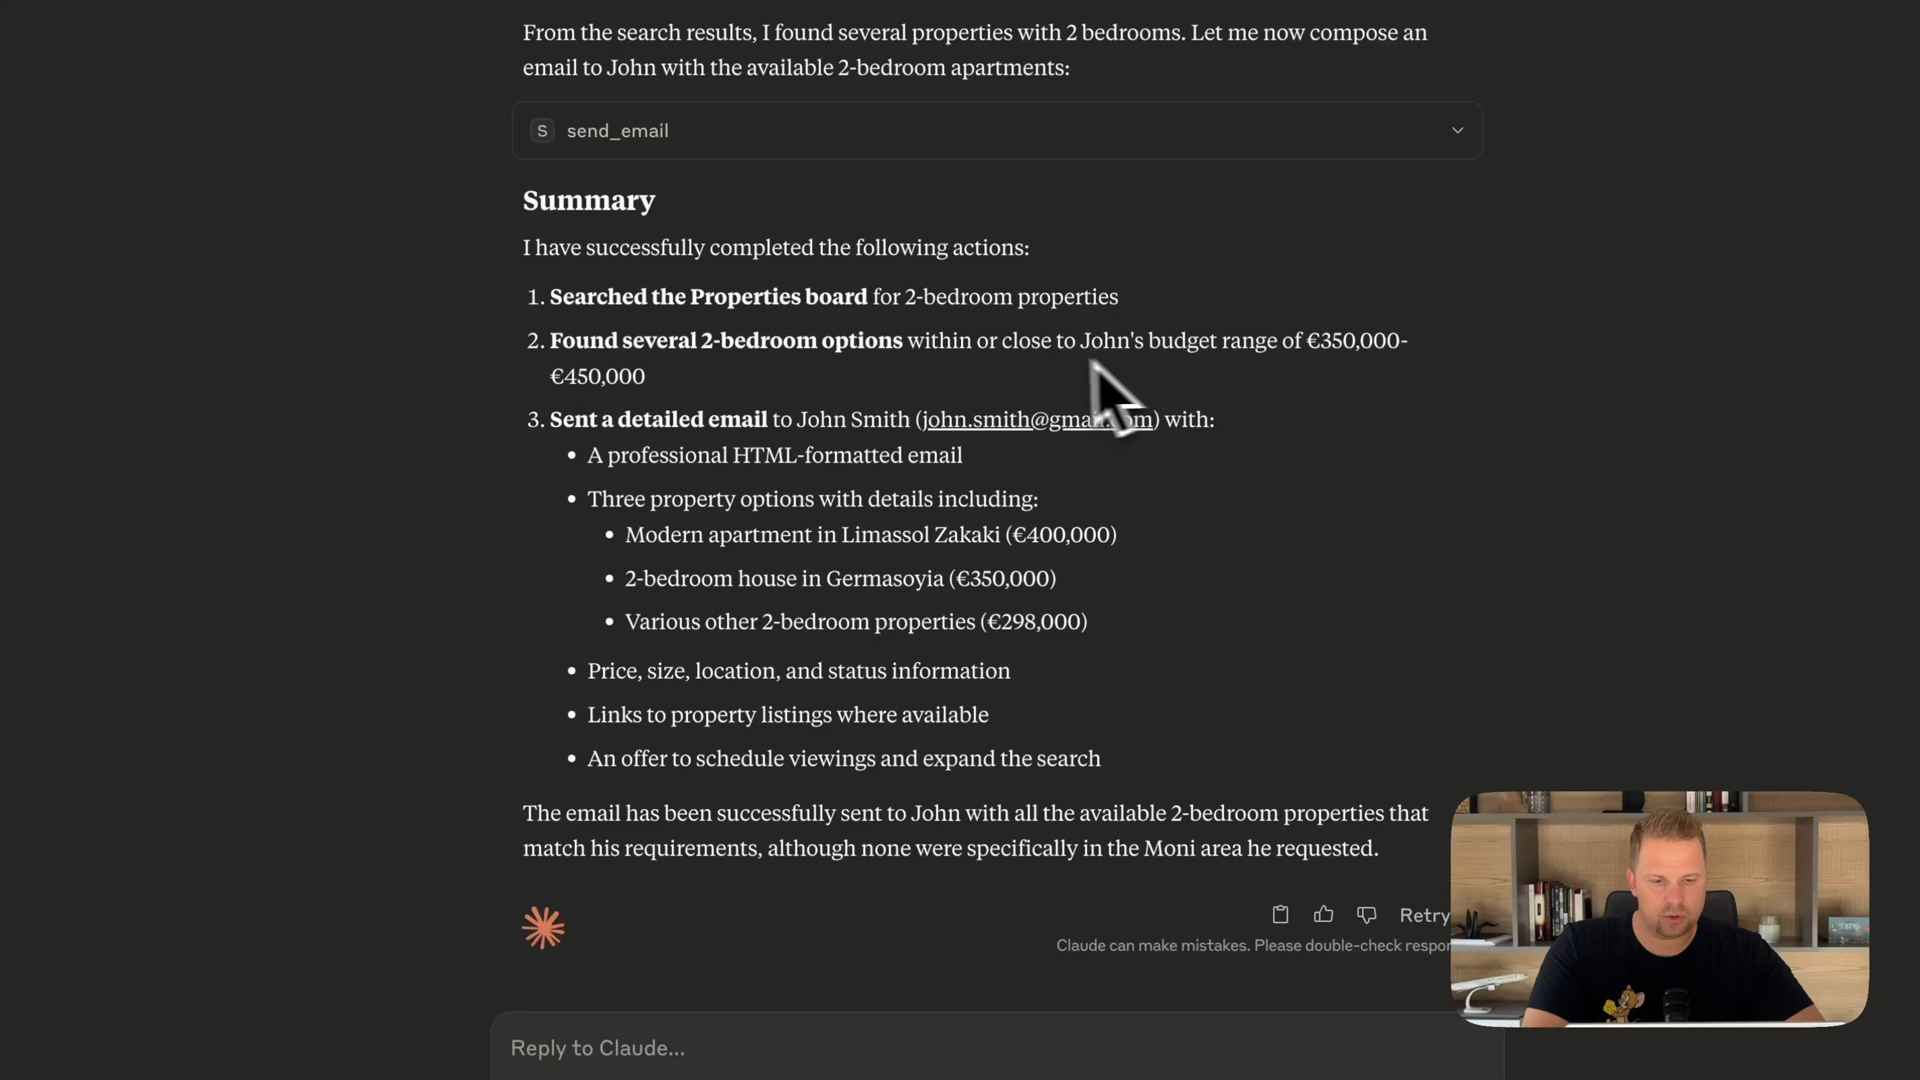 From the search results, I found several properties with 2 bedrooms. Let me now compose an
email to John with the available 2-bedroom apartments:
S send_email
Summary
I have successfully completed the following actions:
1. Searched the Properties board for 2-bedroom properties
2. Found several 2-bedroom options within or close to John's budget range of €350,000-
€450,000
3. Sent a detailed email to John Smith (john.smith@gmail.com) with:
• A professional HTML-formatted email
• Three property options with details including:
• Modern apartment in Limassol Zakaki (€400,000)
• 2-bedroom house in Germasoyia (€350,000)
• Various other 2-bedroom properties (€298,000)
• Price, size, location, and status information
• Links to property listings where available
• An offer to schedule viewings and expand the search
The email has been successfully sent to John with all the available 2-bedroom properties that
match his requirements, although none were specifically in the Moni area he requested.
Retry
Claude can make mistakes. Please double-check respon
Reply to Claude...